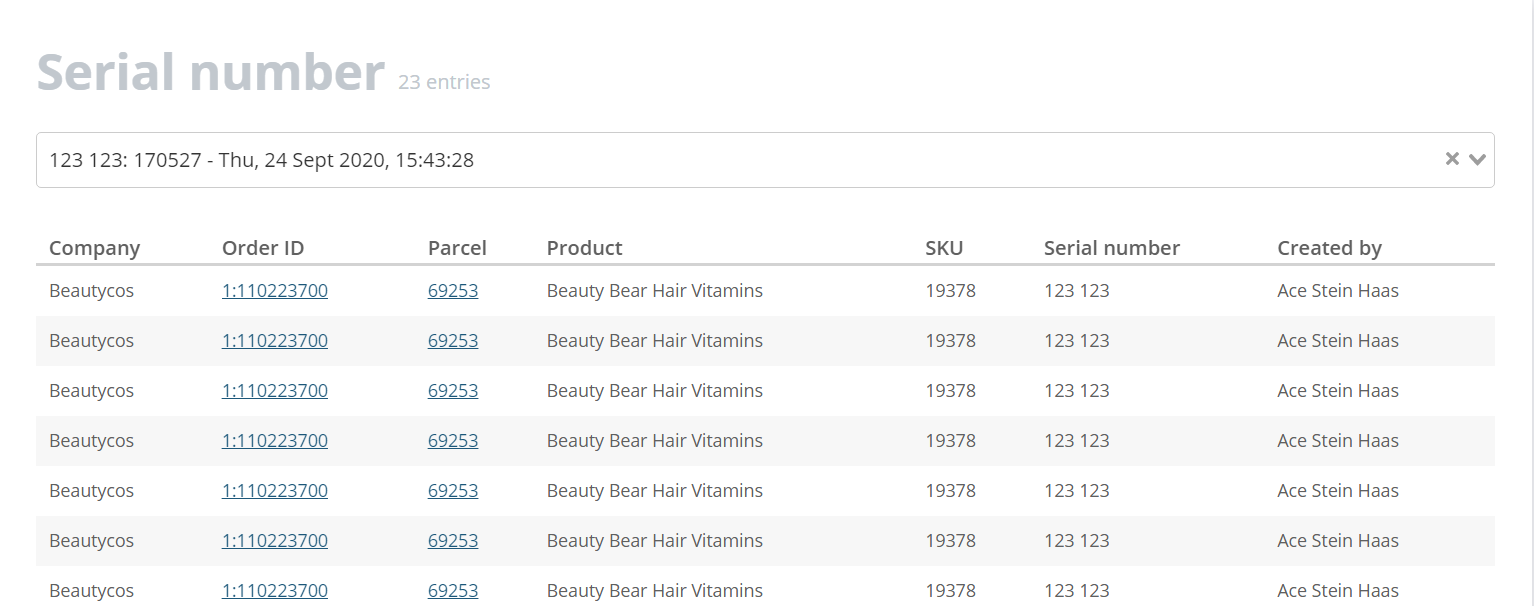 Serial number 23 entries
123 123: 170527 - Thu, 24 Sept 2020, 15:43:28
Company Order ID Parcel Product SKU Serial number Created by
Beautycos 1:110223700 69253 Beauty Bear Hair Vitamins 19378 123 123 Ace Stein Haas
Beautycos 1:110223700 69253 Beauty Bear Hair Vitamins 19378 123 123 Ace Stein Haas
Beautycos 1:110223700 69253 Beauty Bear Hair Vitamins 19378 123 123 Ace Stein Haas
Beautycos 1:110223700 69253 Beauty Bear Hair Vitamins 19378 123 123 Ace Stein Haas
Beautycos 1:110223700 69253 Beauty Bear Hair Vitamins 19378 123 123 Ace Stein Haas
Beautycos 1:110223700 69253 Beauty Bear Hair Vitamins 19378 123 123 Ace Stein Haas
Beautycos 1:110223700 69253 Beauty Bear Hair Vitamins 19378 123 123 Ace Stein Haas